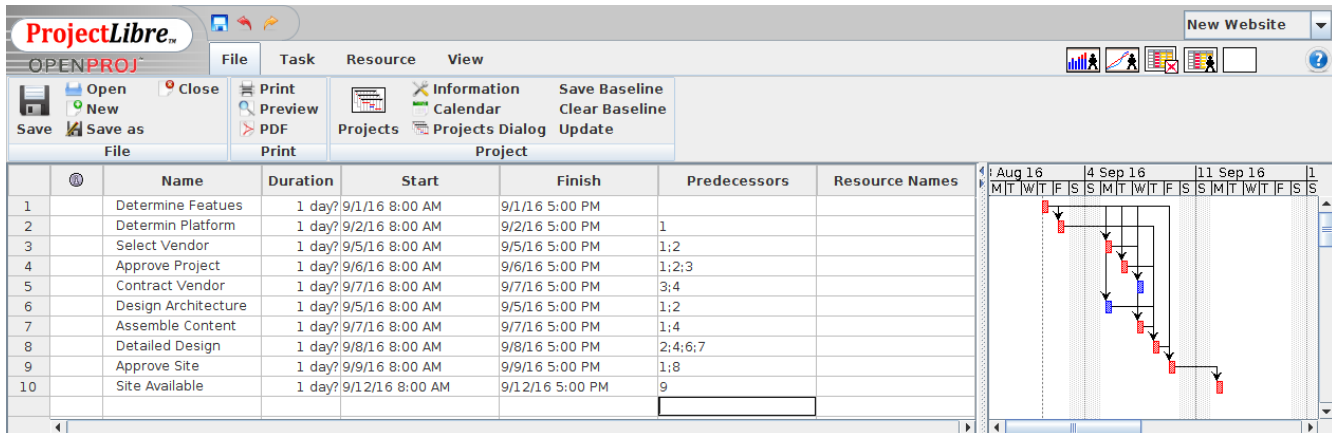 ProjectLibre™
OPENPROJ
New Website
File Task Resource View
Save
Open
New
Save as
Close
File
Print
Preview
PDF
Print
Projects
Information
Calendar
Projects Dialog
Save Baseline
Clear Baseline
Update
Project
Name Duration Start Finish Predecessors Resource Names
1 Determine Featues 1 day? 9/1/16 8:00 AM 9/1/16 5:00 PM
2 Determin Platform 1 day? 9/2/16 8:00 AM 9/2/16 5:00 PM 1
3 Select Vendor 1 day? 9/5/16 8:00 AM 9/5/16 5:00 PM 1;2
4 Approve Project 1 day? 9/6/16 8:00 AM 9/6/16 5:00 PM 1;2;3
5 Contract Vendor 1 day? 9/7/16 8:00 AM 9/7/16 5:00 PM 3;4
6 Design Architecture 1 day? 9/5/16 8:00 AM 9/5/16 5:00 PM 1;2
7 Assemble Content 1 day? 9/7/16 8:00 AM 9/7/16 5:00 PM 1;4
8 Detailed Design 1 day? 9/8/16 8:00 AM 9/8/16 5:00 PM 2;4;6;7
9 Approve Site 1 day? 9/9/16 8:00 AM 9/9/16 5:00 PM 1;8
10 Site Available 1 day? 9/12/16 8:00 AM 9/12/16 5:00 PM 9
Aug 16 4 Sep 16 11 Sep 16 1
M T W T F S S M T W T F S S M T W T F S S